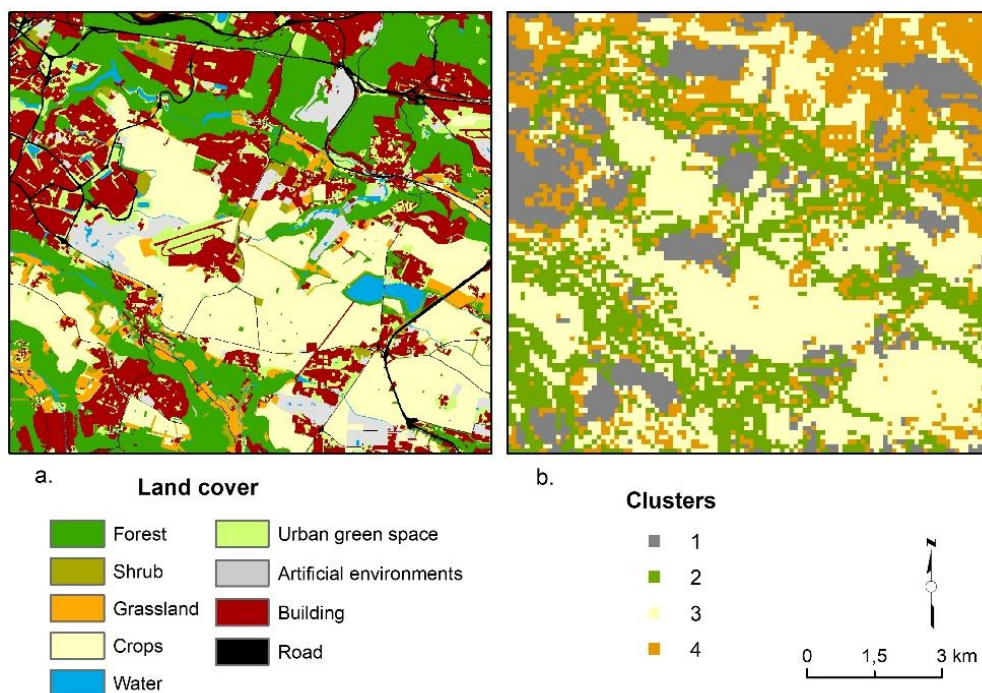 a.
b.
Land cover
Forest
Shrub
Grassland
Crops
Water
Urban green space
Artificial environments
Building
Road
Clusters
1
2
3
4
N
0 1,5 3 km